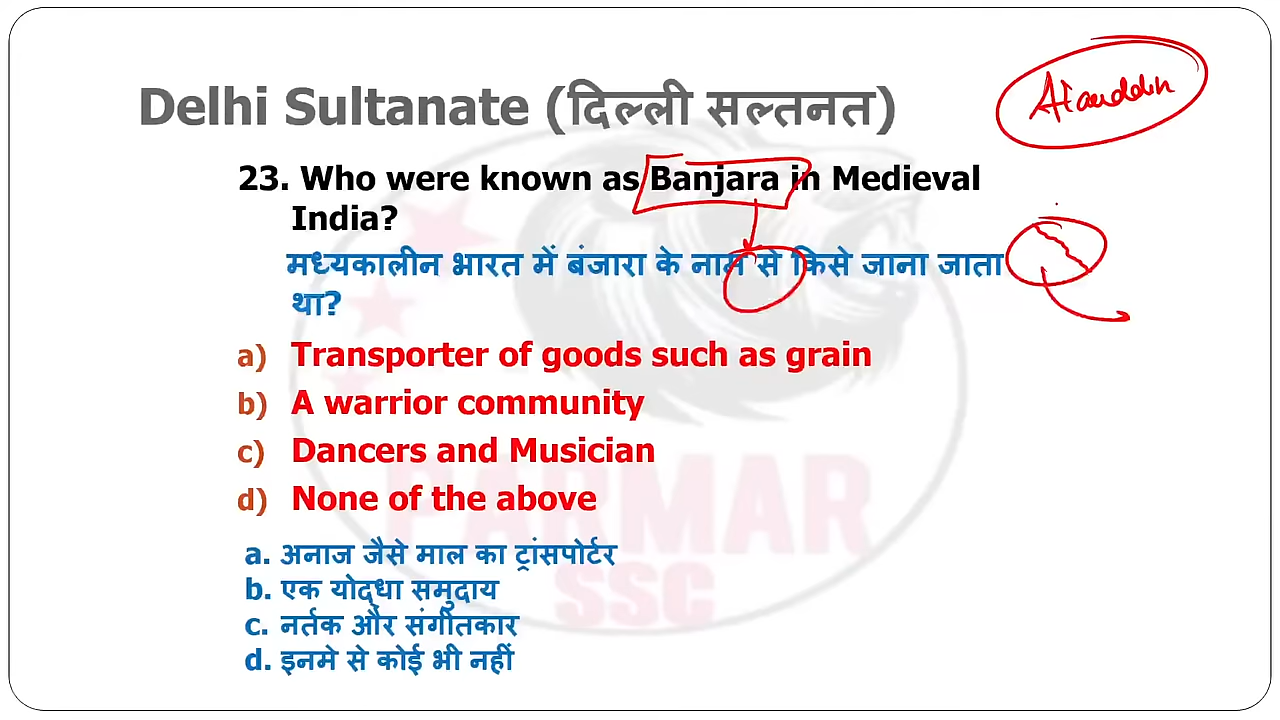 Delhi Sultanate (दिल्ली सल्तनत)
Alauddin
23. Who were known as Banjara in Medieval
India?
मध्यकालीन भारत में बंजारा के नाम से किसे जाना जाता
था?
a) Transporter of goods such as grain
b) A warrior community
c) Dancers and Musician
d) None of the above
a. अनाज जैसे माल का ट्रांसपोर्टर
b. एक योद्धा समुदाय
c. नर्तक और संगीतकार
d. इनमे से कोई भी नहीं
PARMAR
SSC